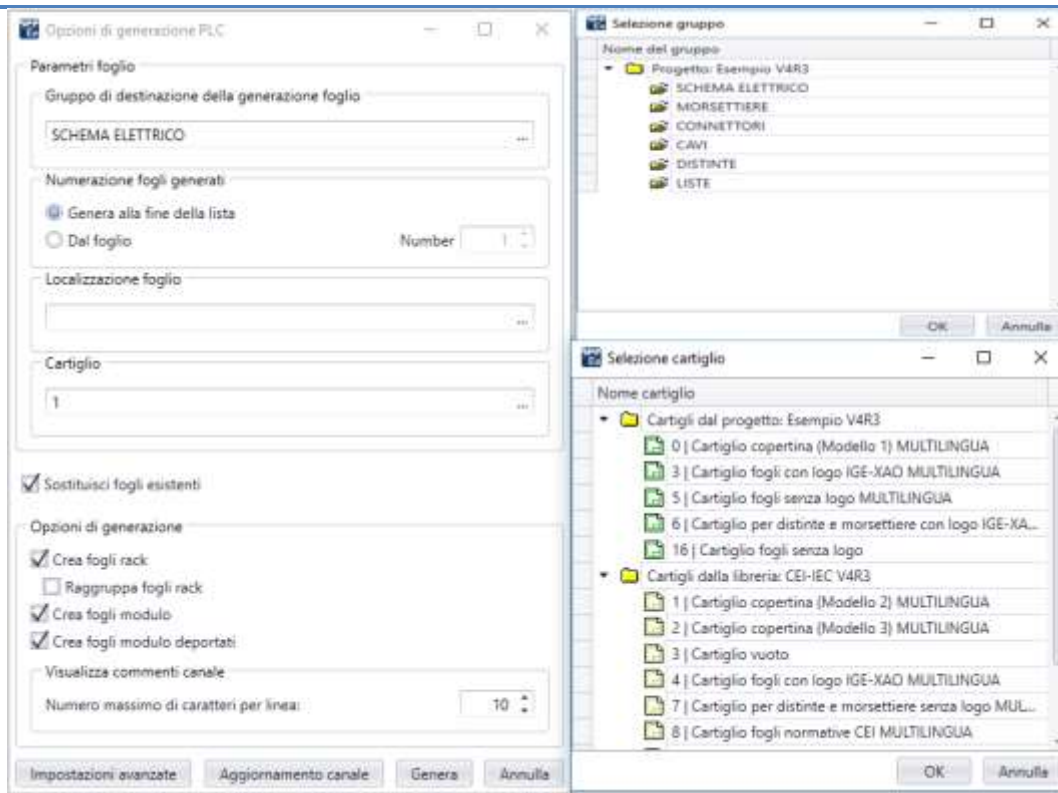 Opzioni di generazione PLC
Parametri foglio
Gruppo di destinazione della generazione foglio
SCHEMA ELETTRICO
...
Numerazione fogli generati
Genera alla fine della lista
Dal foglio
Number
1
Localizzazione foglio
...
Cartiglio
1
...
Sostituisci fogli esistenti
Opzioni di generazione
Crea fogli rack
Raggruppa fogli rack
Crea fogli modulo
Crea fogli modulo deportati
Visualizza commenti canale
Numero massimo di caratteri per linea:
10
Impostazioni avanzate
Aggiornamento canale
Genera
Annulla
Selezione gruppo
Nome del gruppo
Progetto: Esempio V4R3
SCHEMA ELETTRICO
MORSETTIERE
CONNETTORI
CAVI
DISTINTE
LISTE
OK
Annulla
Selezione cartiglio
Nome cartiglio
Cartigli dal progetto: Esempio V4R3
0 | Cartiglio copertina (Modello 1) MULTILINGUA
3 | Cartiglio fogli con logo IGE-XAO MULTILINGUA
5 | Cartiglio fogli senza logo MULTILINGUA
6 | Cartiglio per distinte e morsettiere con logo IGE-XA...
16 | Cartiglio fogli senza logo
Cartigli dalla libreria: CEI-IEC V4R3
1 | Cartiglio copertina (Modello 2) MULTILINGUA
2 | Cartiglio copertina (Modello 3) MULTILINGUA
3 | Cartiglio vuoto
4 | Cartiglio fogli con logo IGE-XAO MULTILINGUA
7 | Cartiglio per distinte e morsettiere senza logo MUL...
8 | Cartiglio fogli normative CEI MULTILINGUA
OK
Annulla